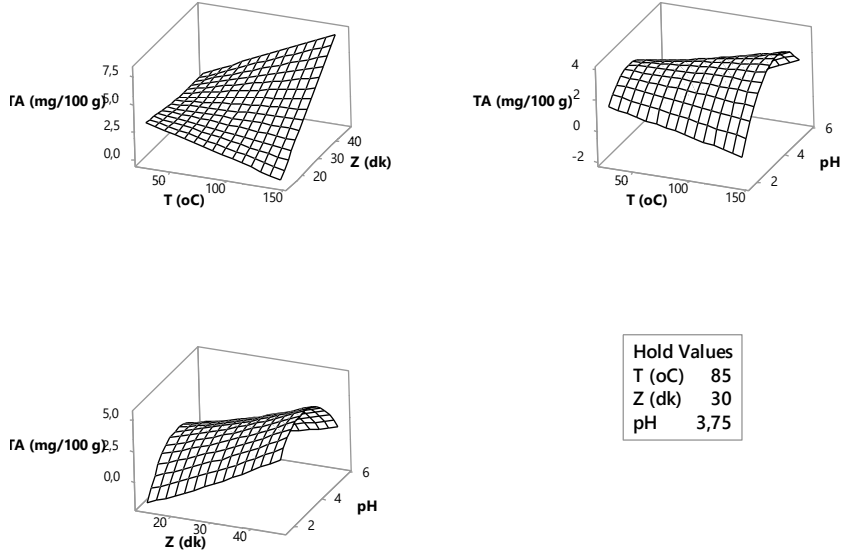 7,5
TA (mg/100 g)
5,0
2,5
0,0
50
100
150
T (oC)
20
30
40
Z (dk)
4
TA (mg/100 g)
2
0
-2
50
100
150
T (oC)
2
4
6
pH
5,0
TA (mg/100 g)
2,5
0,0
20
30
40
Z (dk)
2
4
6
pH
Hold Values
T (oC) 85
Z (dk) 30
pH 3,75